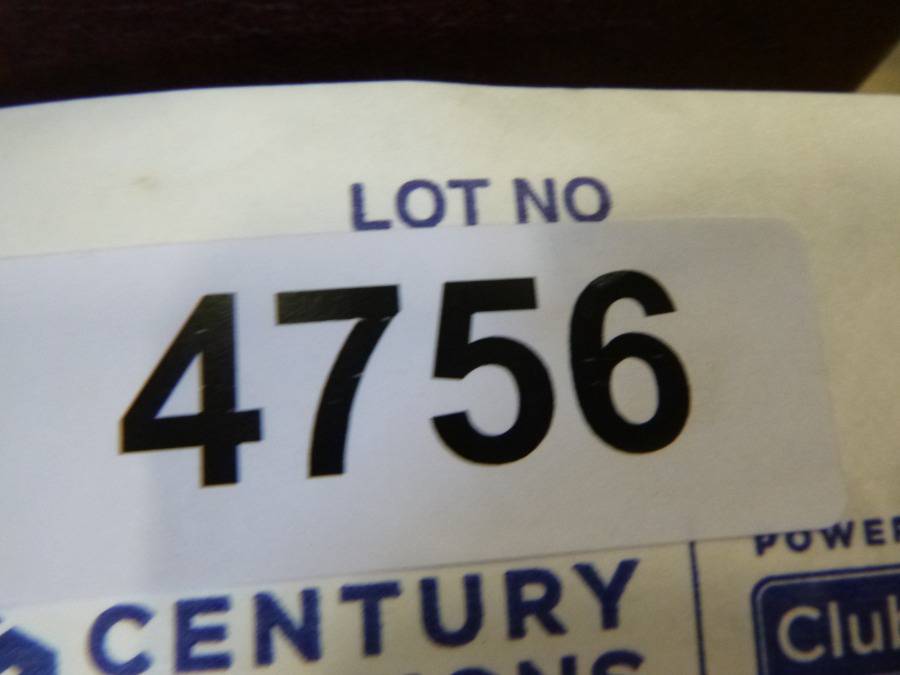 LOT NO
4756
POWER
CENTURY
Club